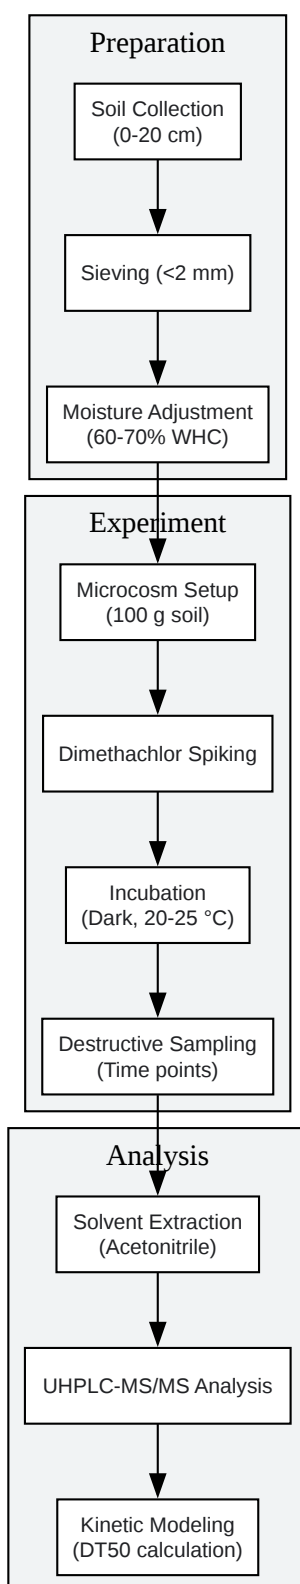 Preparation
Soil Collection
(0-20 cm)
Sieving (<2 mm)
Moisture Adjustment
(60-70% WHC)
Experiment
Microcosm Setup
(100 g soil)
Dimethachlor Spiking
Incubation
(Dark, 20-25 °C)
Destructive Sampling
(Time points)
Analysis
Solvent Extraction
(Acetonitrile)
UHPLC-MS/MS Analysis
Kinetic Modeling
(DT50 calculation)